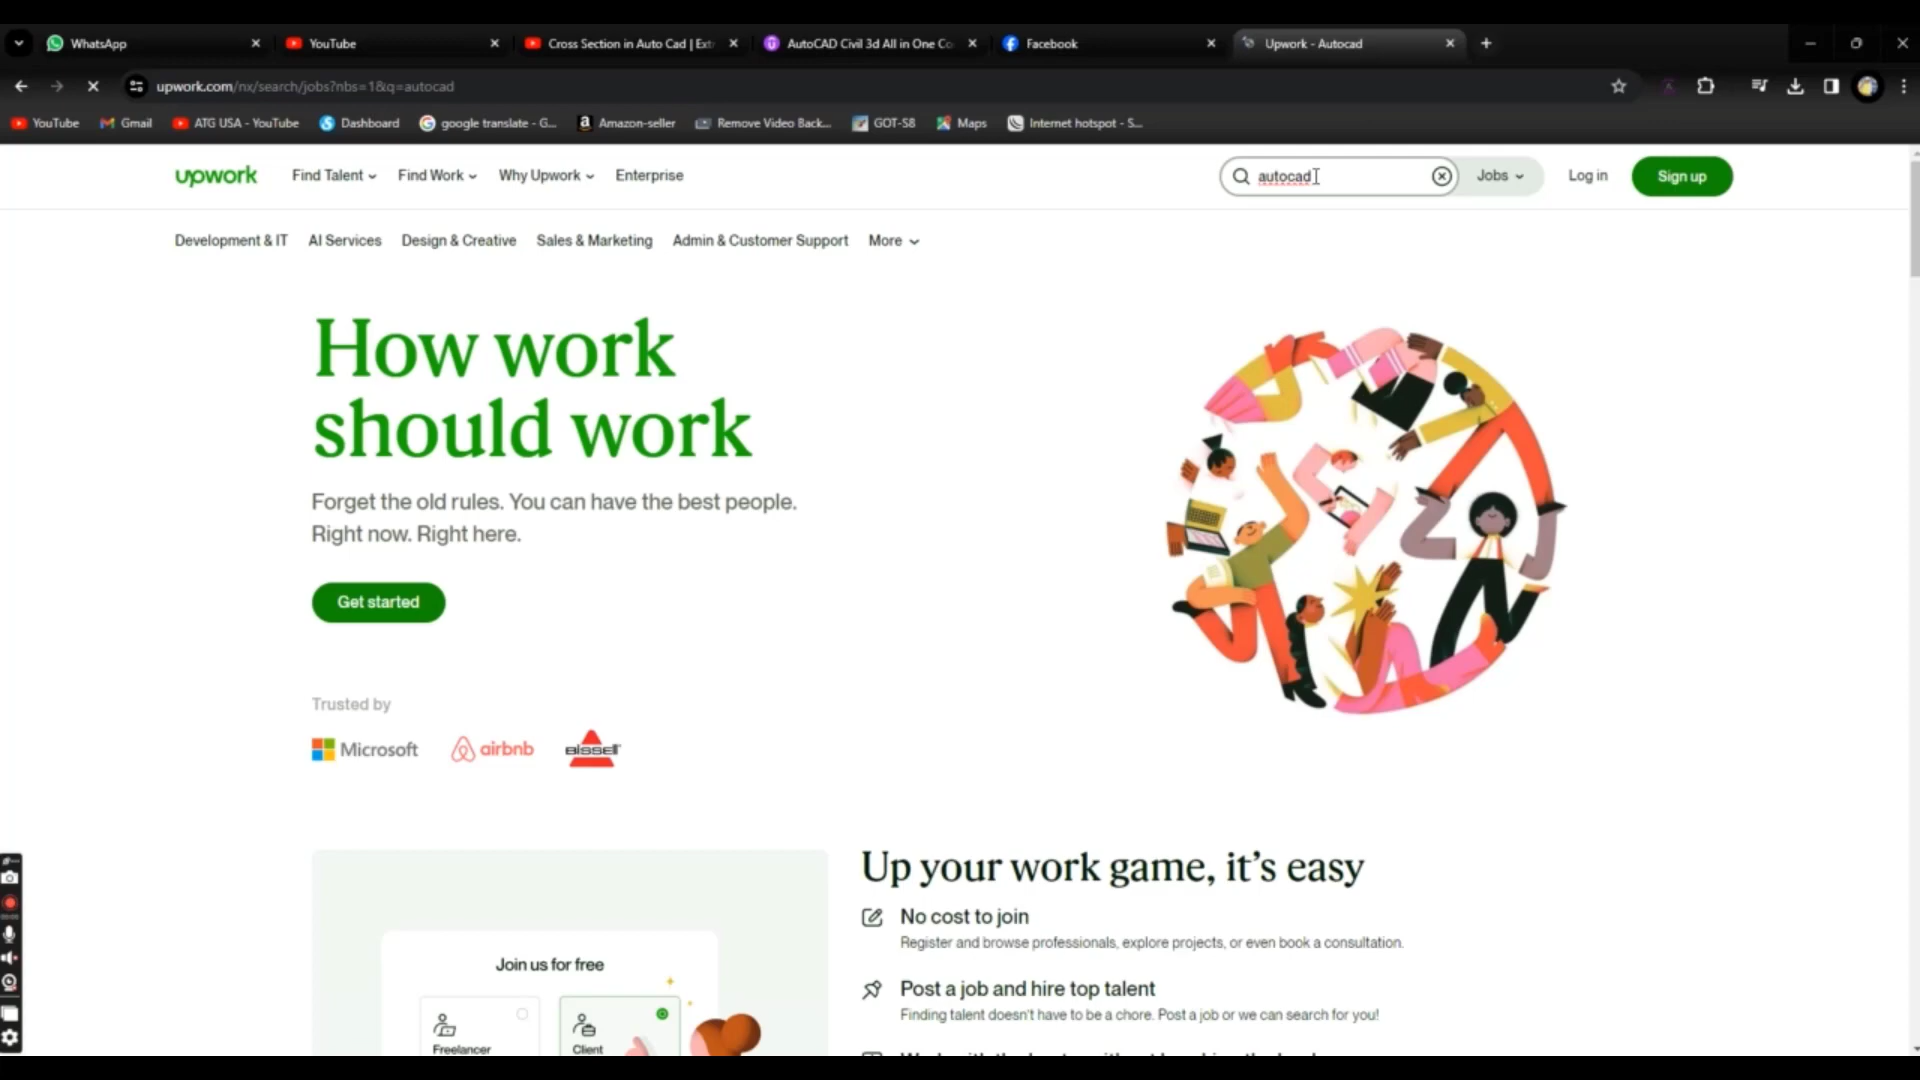 WhatsApp
YouTube
Cross Section in Auto Cad | Ext
AutoCAD Civil 3d All in One Co
Facebook
Upwork - Autocad
upwork.com/nx/search/jobs?nbs=1&q=autocad
YouTube
Gmail
ATG USA - YouTube
Dashboard
google translate - G...
Amazon-seller
Remove Video Back...
GOT-S8
Maps
Internet hotspot - S...
upwork
Find Talent
Find Work
Why Upwork
Enterprise
autocad
Jobs
Log in
Sign up
Development & IT
AI Services
Design & Creative
Sales & Marketing
Admin & Customer Support
More
How work
should work
Forget the old rules. You can have the best people.
Right now. Right here.
Get started
Trusted by
Microsoft
airbnb
BISSELL
Up your work game, it's easy
No cost to join
Register and browse professionals, explore projects, or even book a consultation.
Join us for free
Post a job and hire top talent
Finding talent doesn't have to be a chore. Post a job or we can search for you!
Freelancer
Client